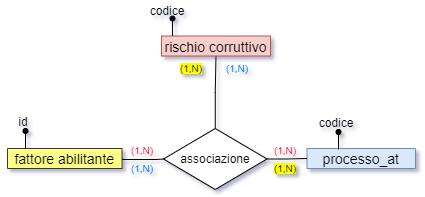 codice
rischio corruttivo
(1,N) (1,N)
id
codice
fattore abilitante
(1,N)
(1,N)
associazione
(1,N)
(1,N)
processo_at